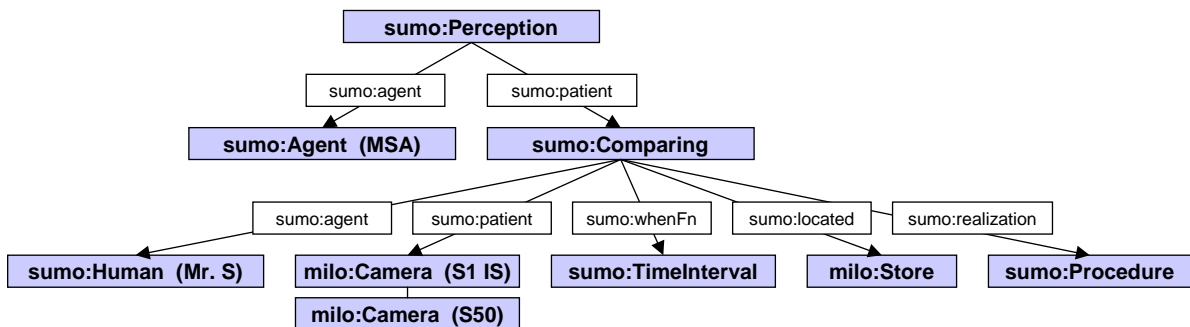 sumo:Perception
sumo:agent
sumo:patient
sumo:Agent (MSA)
sumo:Comparing
sumo:agent
sumo:patient
sumo:whenFn
sumo:located
sumo:realization
sumo:Human (Mr. S)
milo:Camera (S1 IS)
sumo:TimeInterval
milo:Store
sumo:Procedure
milo:Camera (S50)